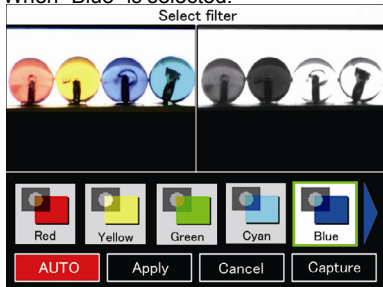 When "Blue" is selected.
Select filter
Red Yellow Green Cyan Blue
AUTO Apply Cancel Capture